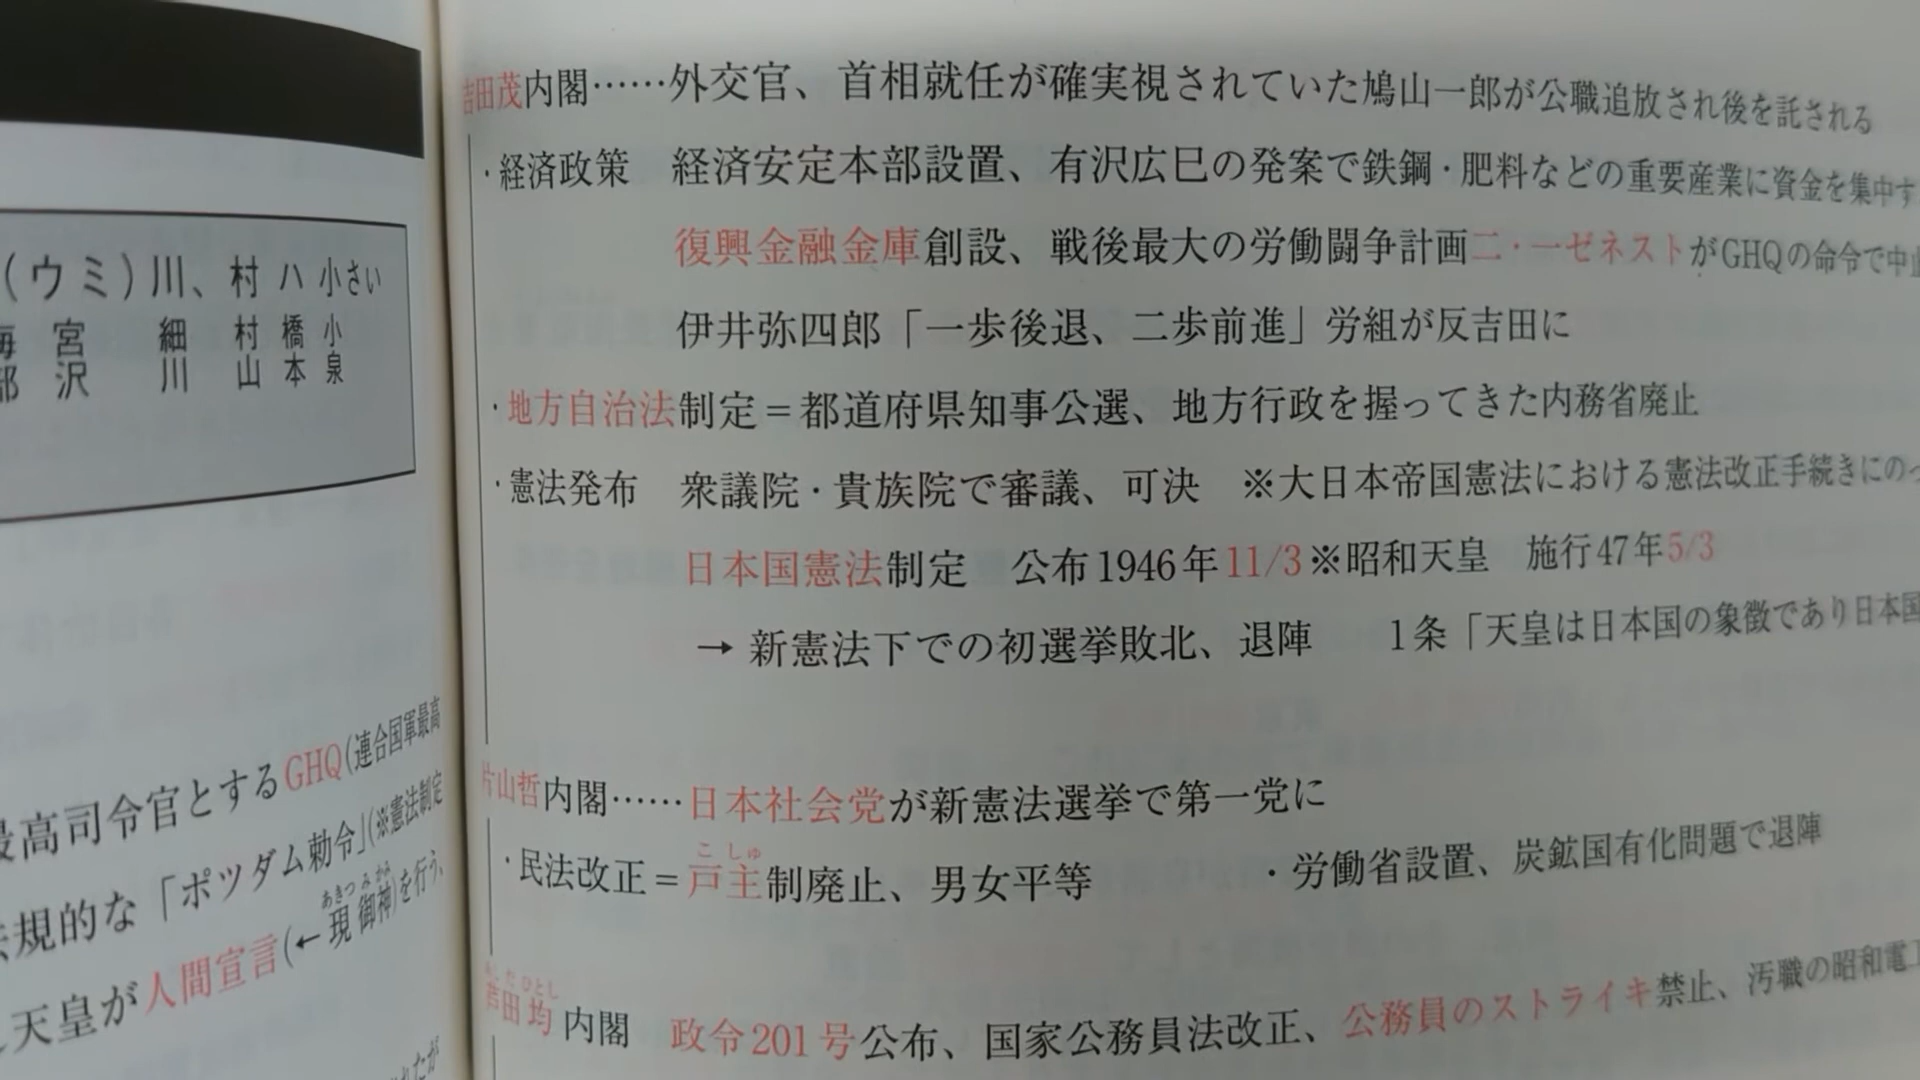 （ウミ）川、村ハ小さい
宮 細 村 橋 小
沢 川 山 本 泉
最高司令官とするGHQ(連合国軍最高
規的な「ポツダム勅令」(※憲法制定
あきつみかみ
天皇が人間宣言(←現御神)を行う、
吉田茂内閣……外交官、首相就任が確実視されていた鳩山一郎が公職追放され後を託される
・経済政策 経済安定本部設置、有沢広巳の発案で鉄鋼・肥料などの重要産業に資金を集中す
復興金融金庫創設、戦後最大の労働闘争計画二・一ゼネストがGHQの命令で中止
伊井弥四郎「一歩後退、二歩前進」労組が反吉田に
・地方自治法制定＝都道府県知事公選、地方行政を握ってきた内務省廃止
・憲法発布 衆議院・貴族院で審議、可決 ※大日本帝国憲法における憲法改正手続きにのっ
日本国憲法制定 公布1946年11/3※昭和天皇 施行47年5/3
→ 新憲法下での初選挙敗北、退陣 1条「天皇は日本国の象徴であり日本国
片山哲内閣……日本社会党が新憲法選挙で第一党に
こしゅ
・民法改正＝戸主制廃止、男女平等 ・労働省設置、炭鉱国有化問題で退陣
ひとし
田均内閣 政令201号公布、国家公務員法改正、公務員のストライキ禁止、汚職の昭和電工